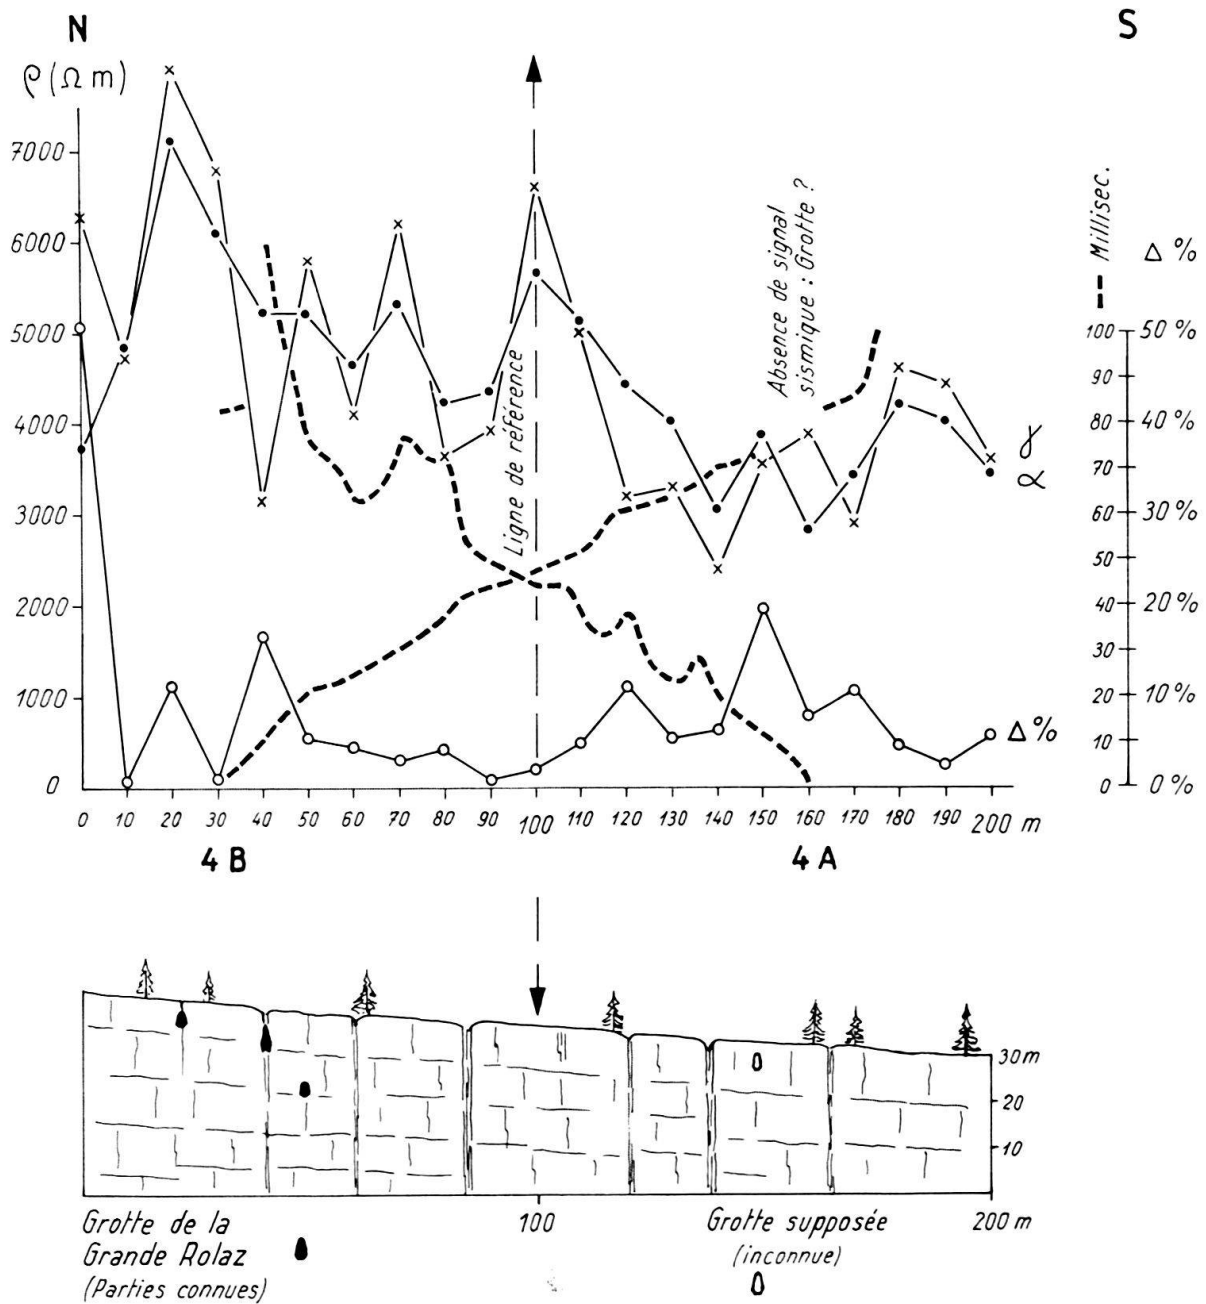 N
S
ρ (Ω m)
7000
6000
5000
4000
3000
2000
1000
0
Ligne de référence
Absence de signal
sismique : Grotte ?
Millisec.
Δ %
100
90
80
70
60
50
40
30
20
10
0
50 %
40 %
30 %
20 %
10 %
0 %
γ
α
Δ %
0 10 20 30 40 50 60 70 80 90 100 110 120 130 140 150 160 170 180 190 200 m
4 B
4 A
30 m
20
10
100
200 m
Grotte de la
Grande Rolaz
(Parties connues)
Grotte supposée
(inconnue)